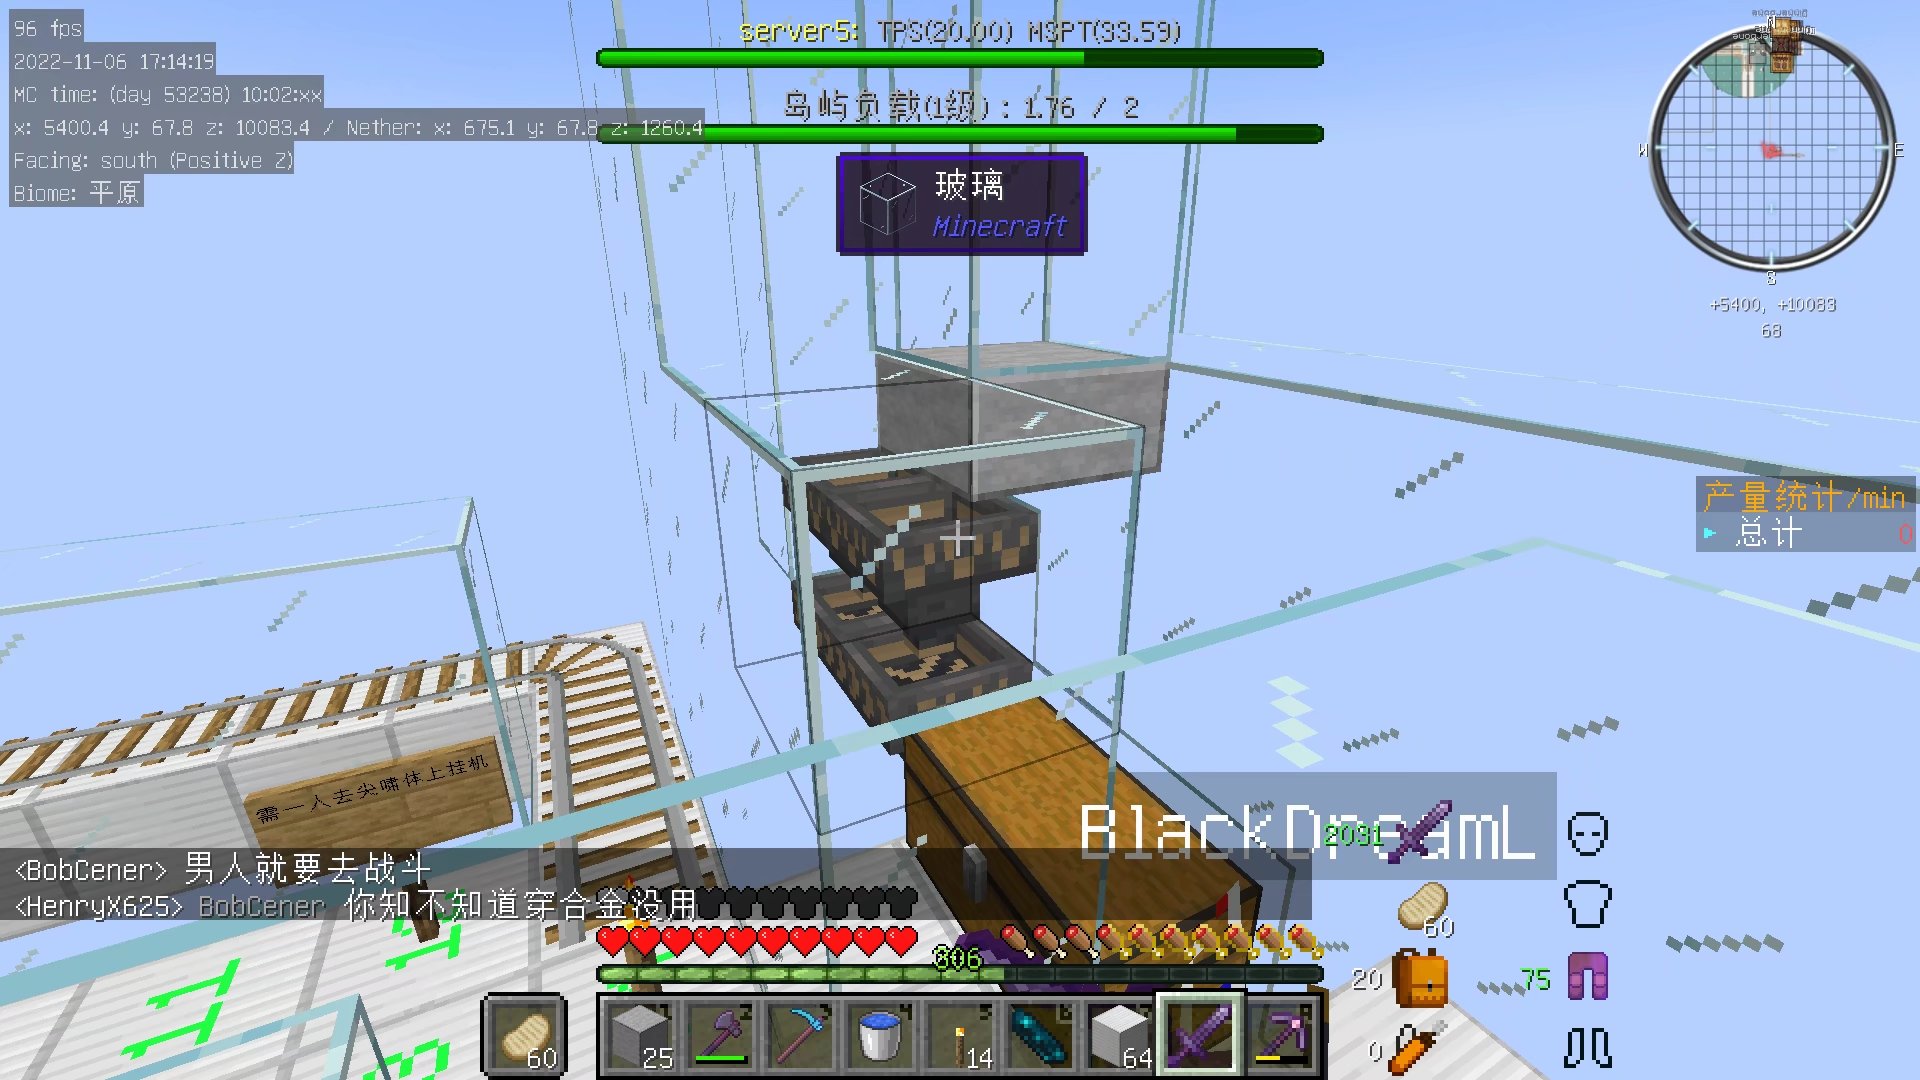 96 fps
2022-11-06 17:14:19
MC time: (day 53238) 10:02:xx
x: 5400.4 y: 67.8 z: 10083.4 / Nether: x: 675.1 y: 67.8 z: 1260.4
Facing: south (Positive Z)
Biome: 平原
server5: TPS(20.00) MSPT(33.59)
岛屿负载(1级) : 1.76 / 2
玻璃
Minecraft
N
W
E
S
+5400, +10083
68
产量统计/min
总计 0
需一人去尖啸体上挂机
<BobCener> 男人就要去战斗
<HenryX625> BobCener 你知不知道穿合金没用
BlackDreamL
2031
60
306
20
75
0
60
25
14
64